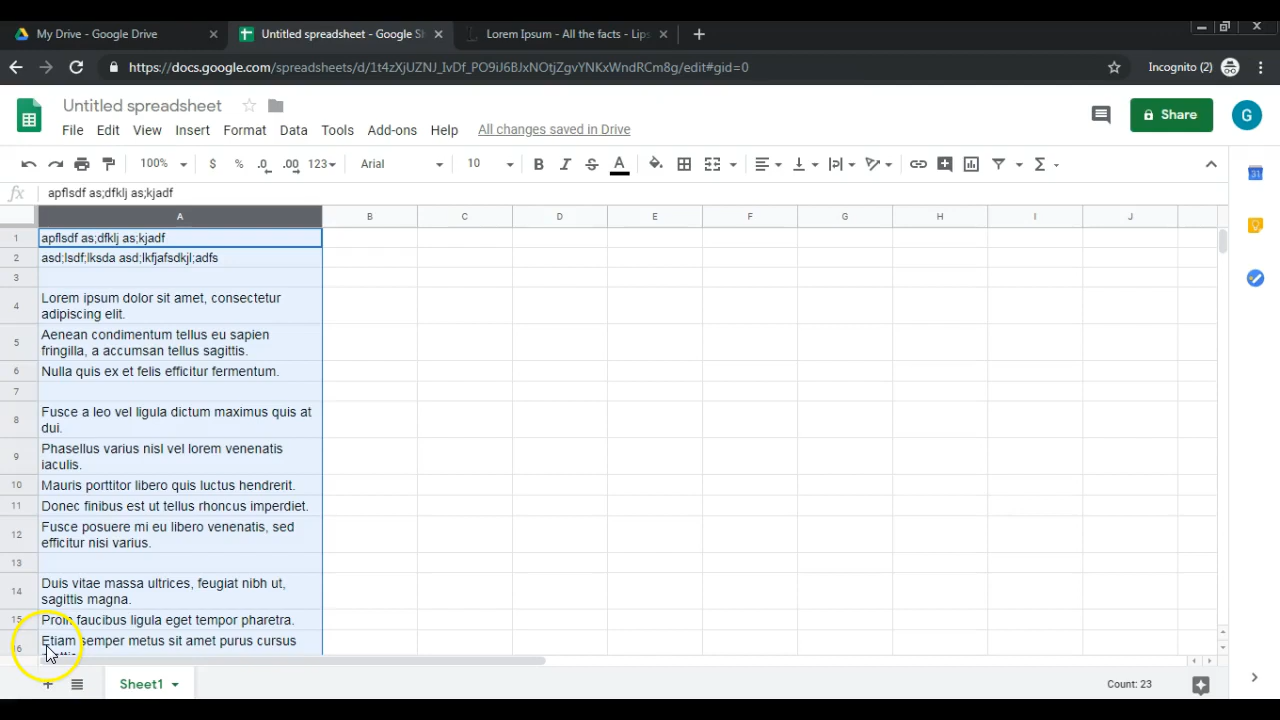 My Drive - Google Drive
Untitled spreadsheet - Google Sh
Lorem Ipsum - All the facts - Lips
https://docs.google.com/spreadsheets/d/1t4zXjUZNJ_IvDf_PO9iJ6BJxNOtjZgvYNKxWndRCm8g/edit#gid=0
Incognito (2)
Untitled spreadsheet
File Edit View Insert Format Data Tools Add-ons Help All changes saved in Drive
Share
G
100% $ % .0 .00 123 Arial 10 B I S A Σ
31
fx apflsdf as;dfklj as;kjadf
A B C D E F G H I J
1 apflsdf as;dfklj as;kjadf
2 asd;lsdf;lksda asd;lkfjafsdkjl;adfs
3
4 Lorem ipsum dolor sit amet, consectetur
adipiscing elit.
5 Aenean condimentum tellus eu sapien
fringilla, a accumsan tellus sagittis.
6 Nulla quis ex et felis efficitur fermentum.
7
8 Fusce a leo vel ligula dictum maximus quis at
dui.
9 Phasellus varius nisl vel lorem venenatis
iaculis.
10 Mauris porttitor libero quis luctus hendrerit.
11 Donec finibus est ut tellus rhoncus imperdiet.
12 Fusce posuere mi eu libero venenatis, sed
efficitur nisi varius.
13
14 Duis vitae massa ultrices, feugiat nibh ut,
sagittis magna.
15 Proin faucibus ligula eget tempor pharetra.
16 Etiam semper metus sit amet purus cursus
Sheet1
Count: 23